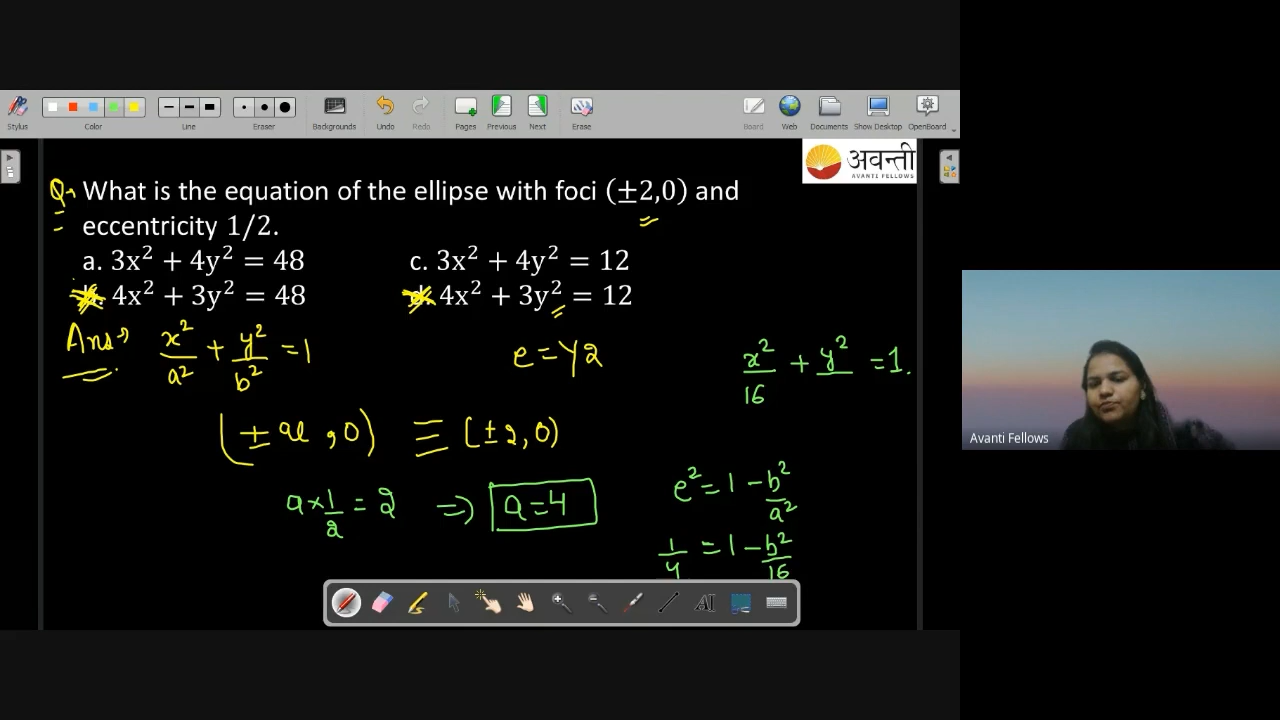 Stylus
Color
Line
Eraser
Backgrounds
Undo
Redo
Pages
Previous
Next
Erase
Board
Web
Documents
Show Desktop
OpenBoard
अवन्ती
AVANTI FELLOWS
Q. What is the equation of the ellipse with foci (±2,0) and
eccentricity 1/2.
a. 3x² + 4y² = 48
c. 3x² + 4y² = 12
b. 4x² + 3y² = 48
d. 4x² + 3y² = 12
Ans→ x²/a² + y²/b² = 1
e = 1/2
x²/16 + y²/ = 1.
(±ae, 0) ≡ (±2, 0)
a × 1/2 = 2 ⇒ a = 4
e² = 1 − b²/a²
1/4 = 1 − b²/16
Avanti Fellows